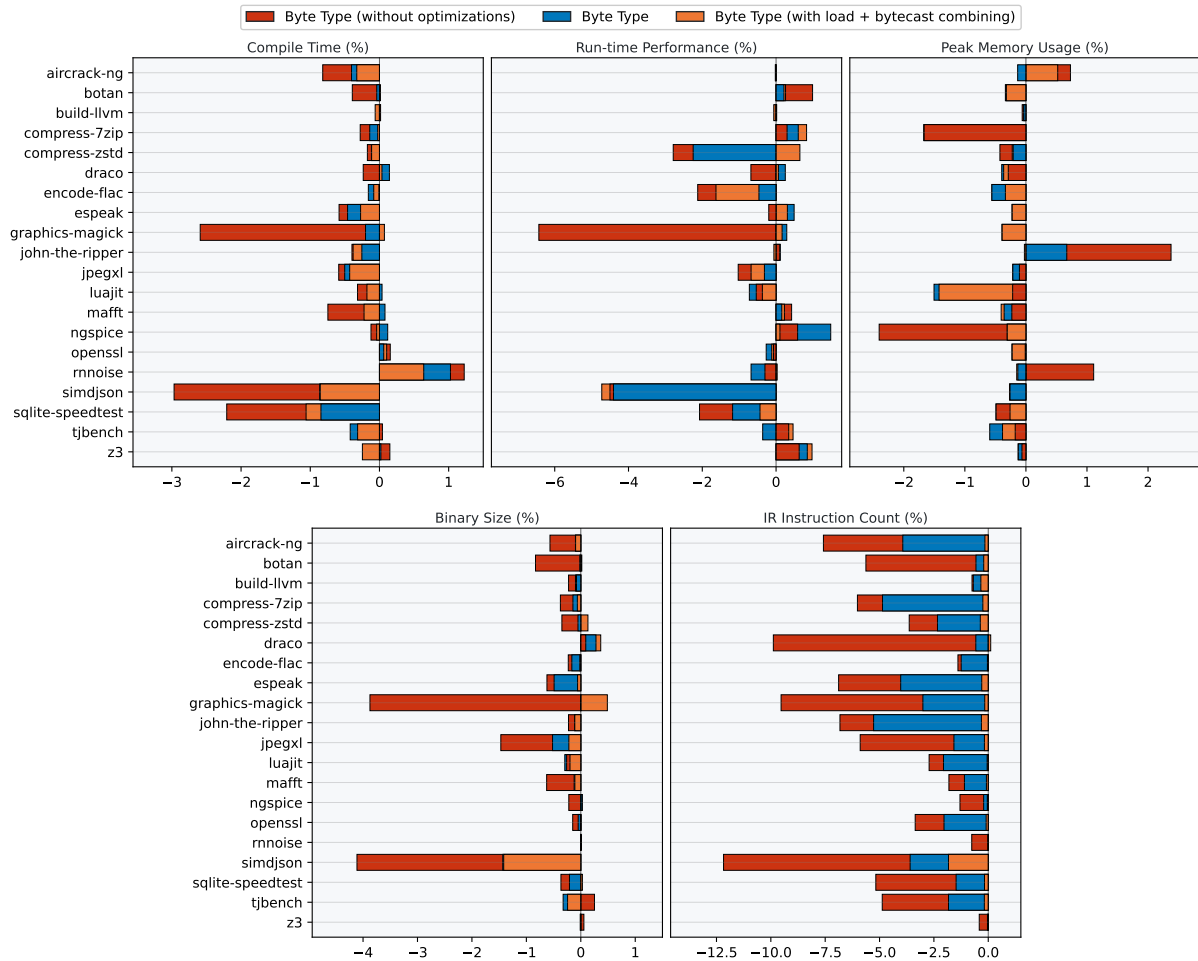 Byte Type (without optimizations) Byte Type Byte Type (with load + bytecast combining)
Compile Time (%) Run-time Performance (%) Peak Memory Usage (%)
aircrack-ng
botan
build-llvm
compress-7zip
compress-zstd
draco
encode-flac
espeak
graphics-magick
john-the-ripper
jpegxl
luajit
mafft
ngspice
openssl
rnnoise
simdjson
sqlite-speedtest
tjbench
z3
−3 −2 −1 0 1 −6 −4 −2 0 −2 −1 0 1 2
Binary Size (%) IR Instruction Count (%)
aircrack-ng
botan
build-llvm
compress-7zip
compress-zstd
draco
encode-flac
espeak
graphics-magick
john-the-ripper
jpegxl
luajit
mafft
ngspice
openssl
rnnoise
simdjson
sqlite-speedtest
tjbench
z3
−4 −3 −2 −1 0 1 −12.5 −10.0 −7.5 −5.0 −2.5 0.0